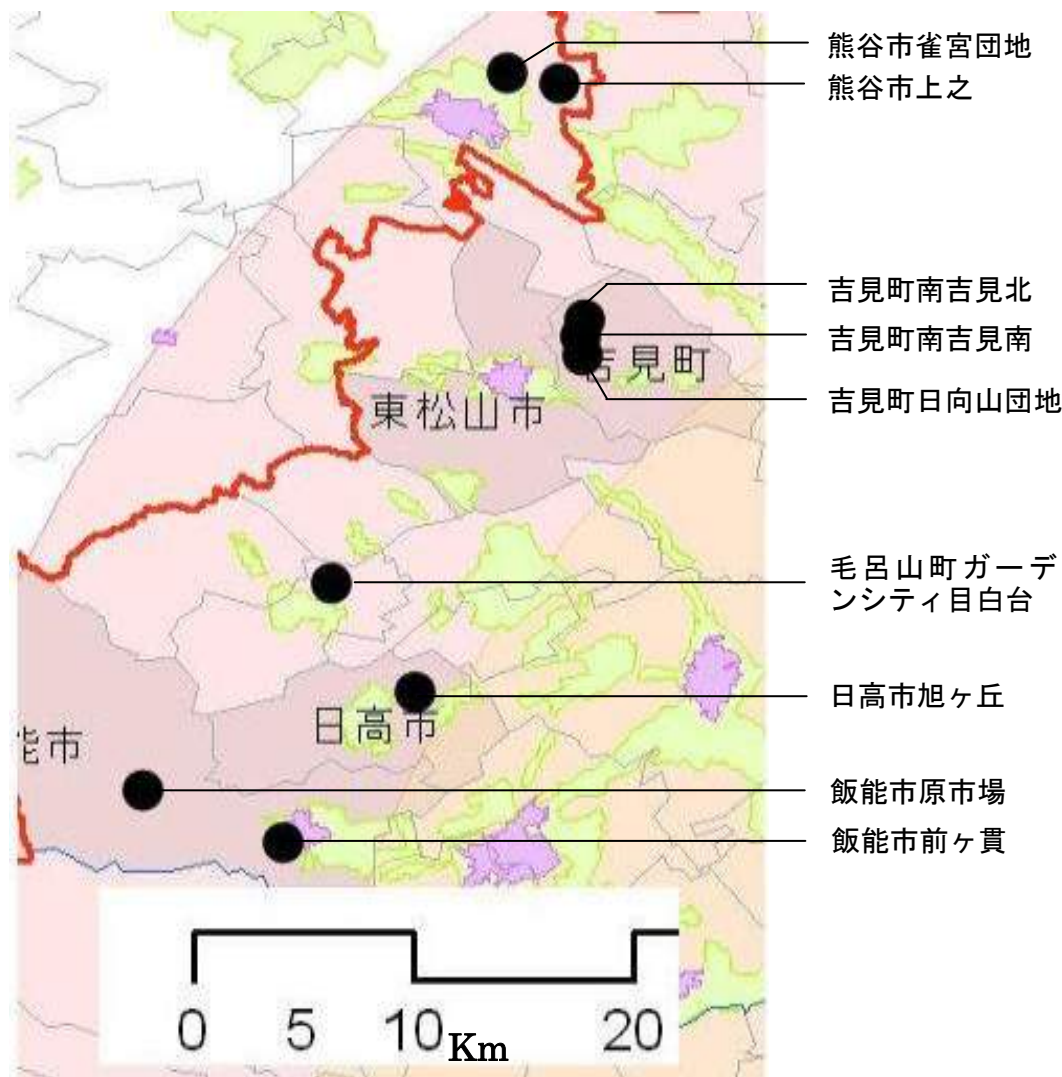 熊谷市雀宮団地
熊谷市上之
吉見町南吉見北
吉見町南吉見南
吉見町
吉見町日向山団地
東松山市
毛呂山町ガーデ
ンシティ目白台
日高市旭ヶ丘
日高市
能市
飯能市原市場
飯能市前ヶ貫
0 5 10 Km 20